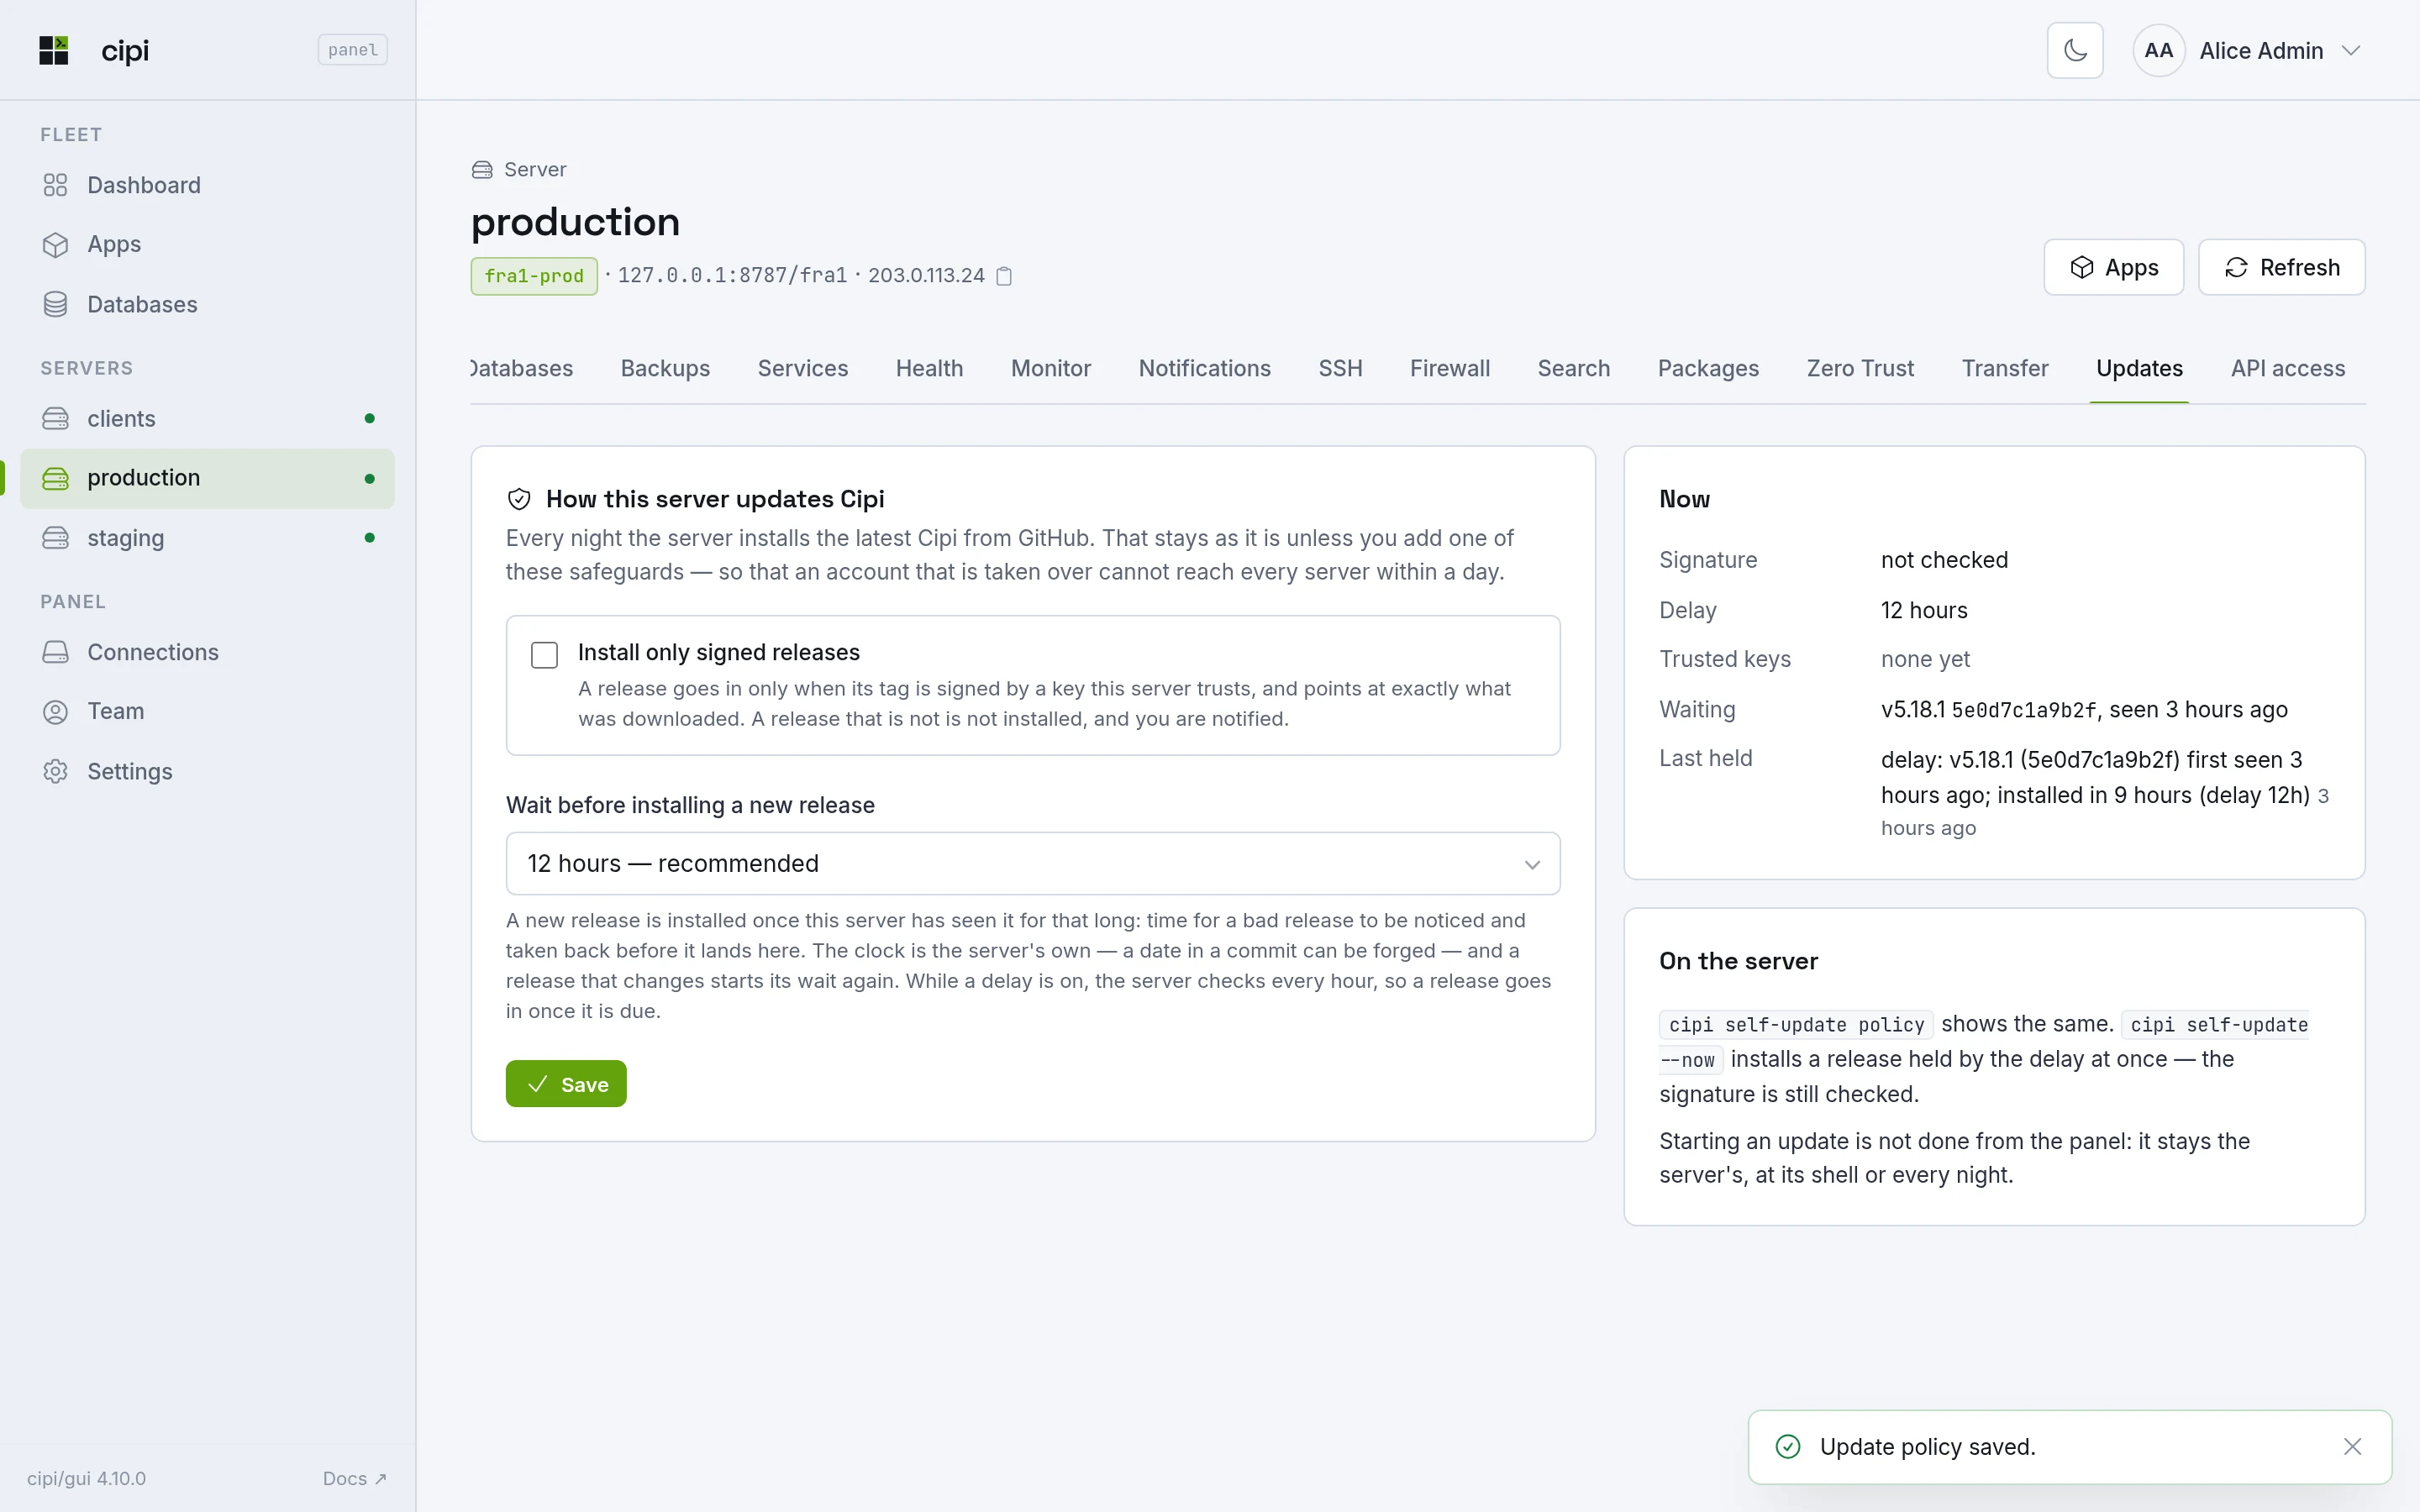 cipi
panel
FLEET
Dashboard
Apps
Databases
SERVERS
clients
production
staging
PANEL
Connections
Team
Settings
cipi/gui 4.10.0
Docs ↗
AA
Alice Admin
Server
production
fra1-prod · 127.0.0.1:8787/fra1 · 203.0.113.24
Apps
Refresh
Databases
Backups
Services
Health
Monitor
Notifications
SSH
Firewall
Search
Packages
Zero Trust
Transfer
Updates
API access
How this server updates Cipi
Every night the server installs the latest Cipi from GitHub. That stays as it is unless you add one of
these safeguards — so that an account that is taken over cannot reach every server within a day.
Install only signed releases
A release goes in only when its tag is signed by a key this server trusts, and points at exactly what
was downloaded. A release that is not is not installed, and you are notified.
Wait before installing a new release
12 hours — recommended
A new release is installed once this server has seen it for that long: time for a bad release to be noticed and
taken back before it lands here. The clock is the server's own — a date in a commit can be forged — and a
release that changes starts its wait again. While a delay is on, the server checks every hour, so a release goes
in once it is due.
Save
Now
Signature not checked
Delay 12 hours
Trusted keys none yet
Waiting v5.18.1 5e0d7c1a9b2f, seen 3 hours ago
Last held delay: v5.18.1 (5e0d7c1a9b2f) first seen 3
hours ago; installed in 9 hours (delay 12h) 3
hours ago
On the server
cipi self-update policy shows the same. cipi self-update
--now installs a release held by the delay at once — the
signature is still checked.
Starting an update is not done from the panel: it stays the
server's, at its shell or every night.
Update policy saved.